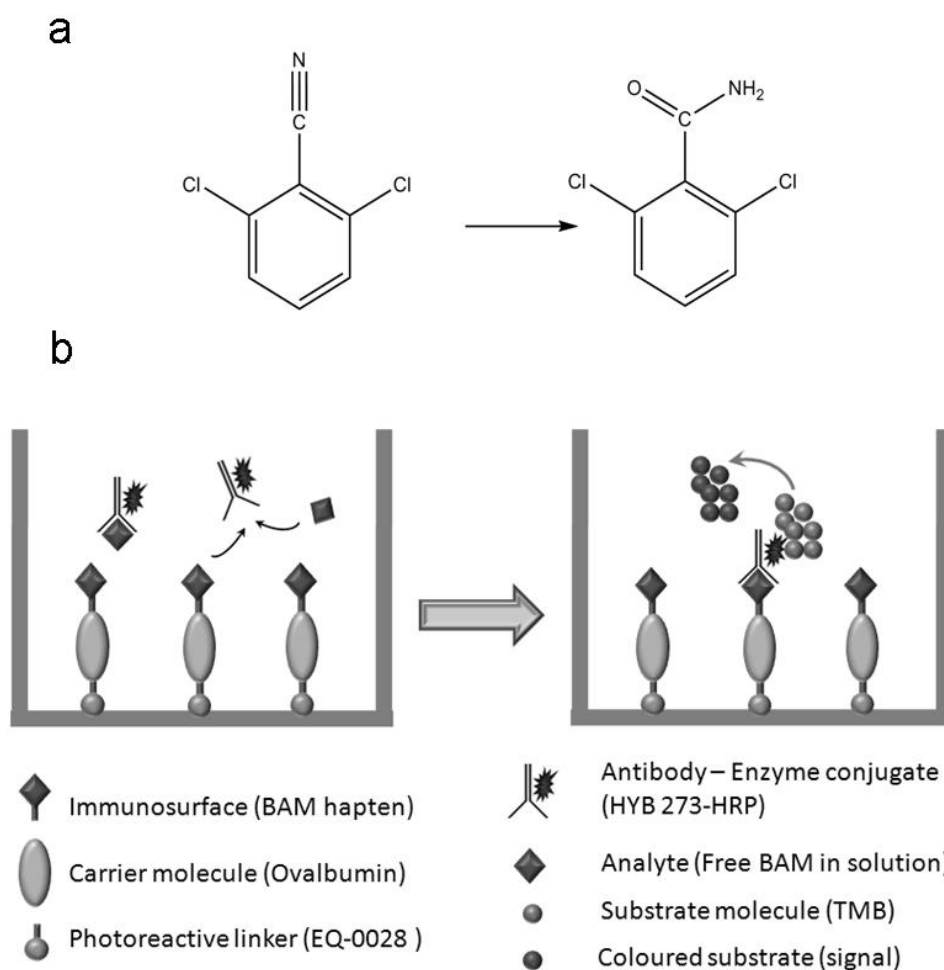 a
N
C
Cl
Cl
O
NH2
C
Cl
Cl
b
Immunosurface (BAM hapten)
Carrier molecule (Ovalbumin)
Photoreactive linker (EQ-0028 )
Antibody – Enzyme conjugate
(HYB 273-HRP)
Analyte (Free BAM in solution)
Substrate molecule (TMB)
Coloured substrate (signal)